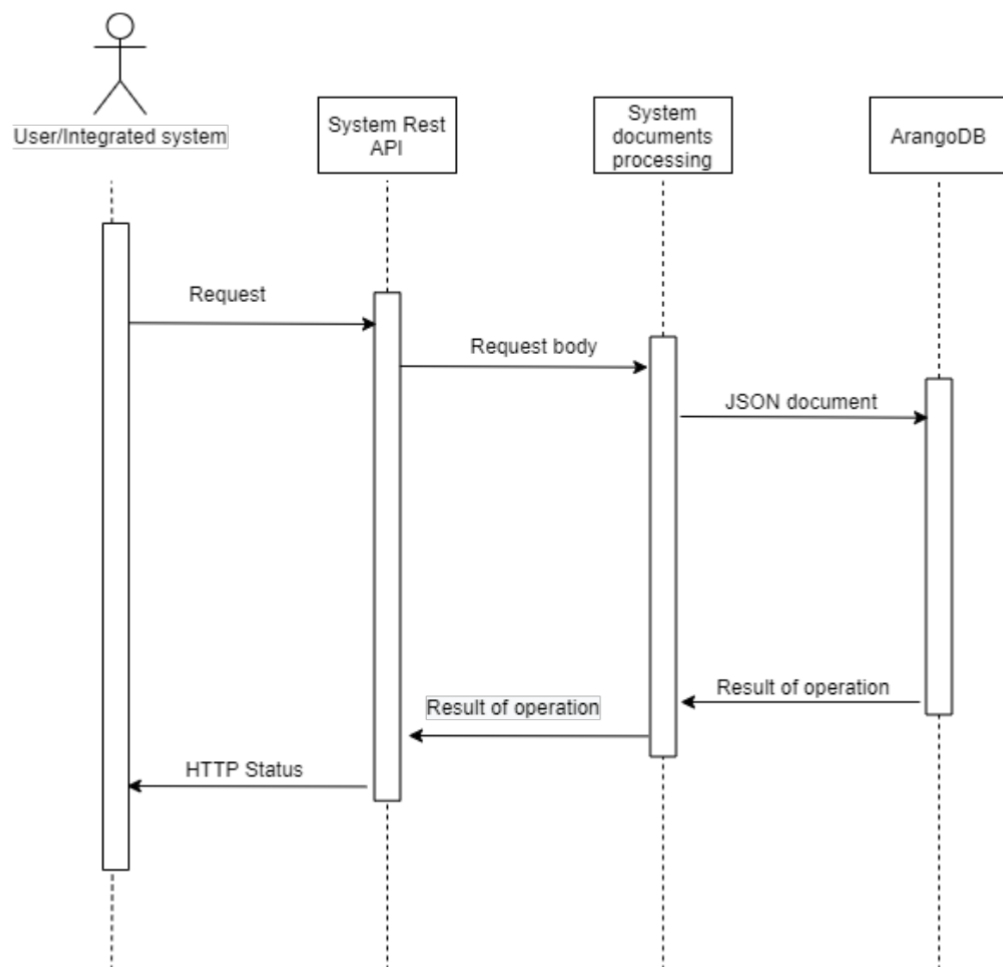 User/Integrated system
System Rest
API
System
documents
processing
ArangoDB
Request
Request body
JSON document
Result of operation
Result of operation
HTTP Status